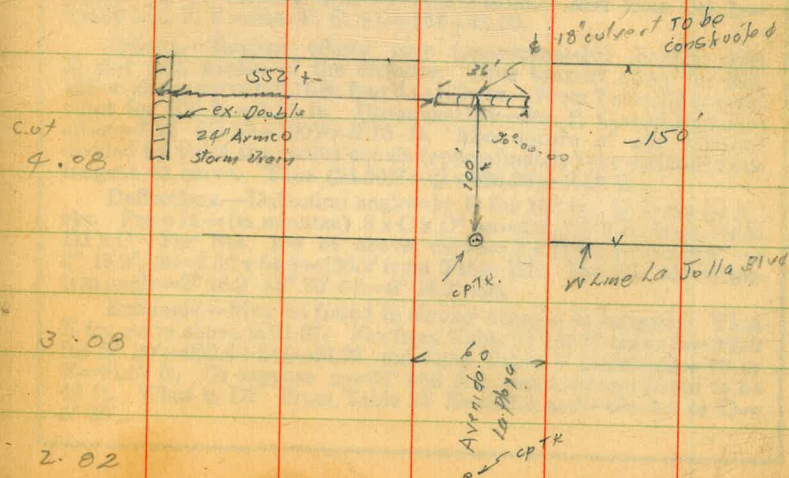 ¢ 18" culvert To be
constructed
552' +-
36'
ex. Double
24" Armco
Storm Drain
Cut
4.08
90°00.00
-150'
100'
cp TK.
W Line La Jolla Blvd
3.08
Avenida
La Playa
cp TK
2.82